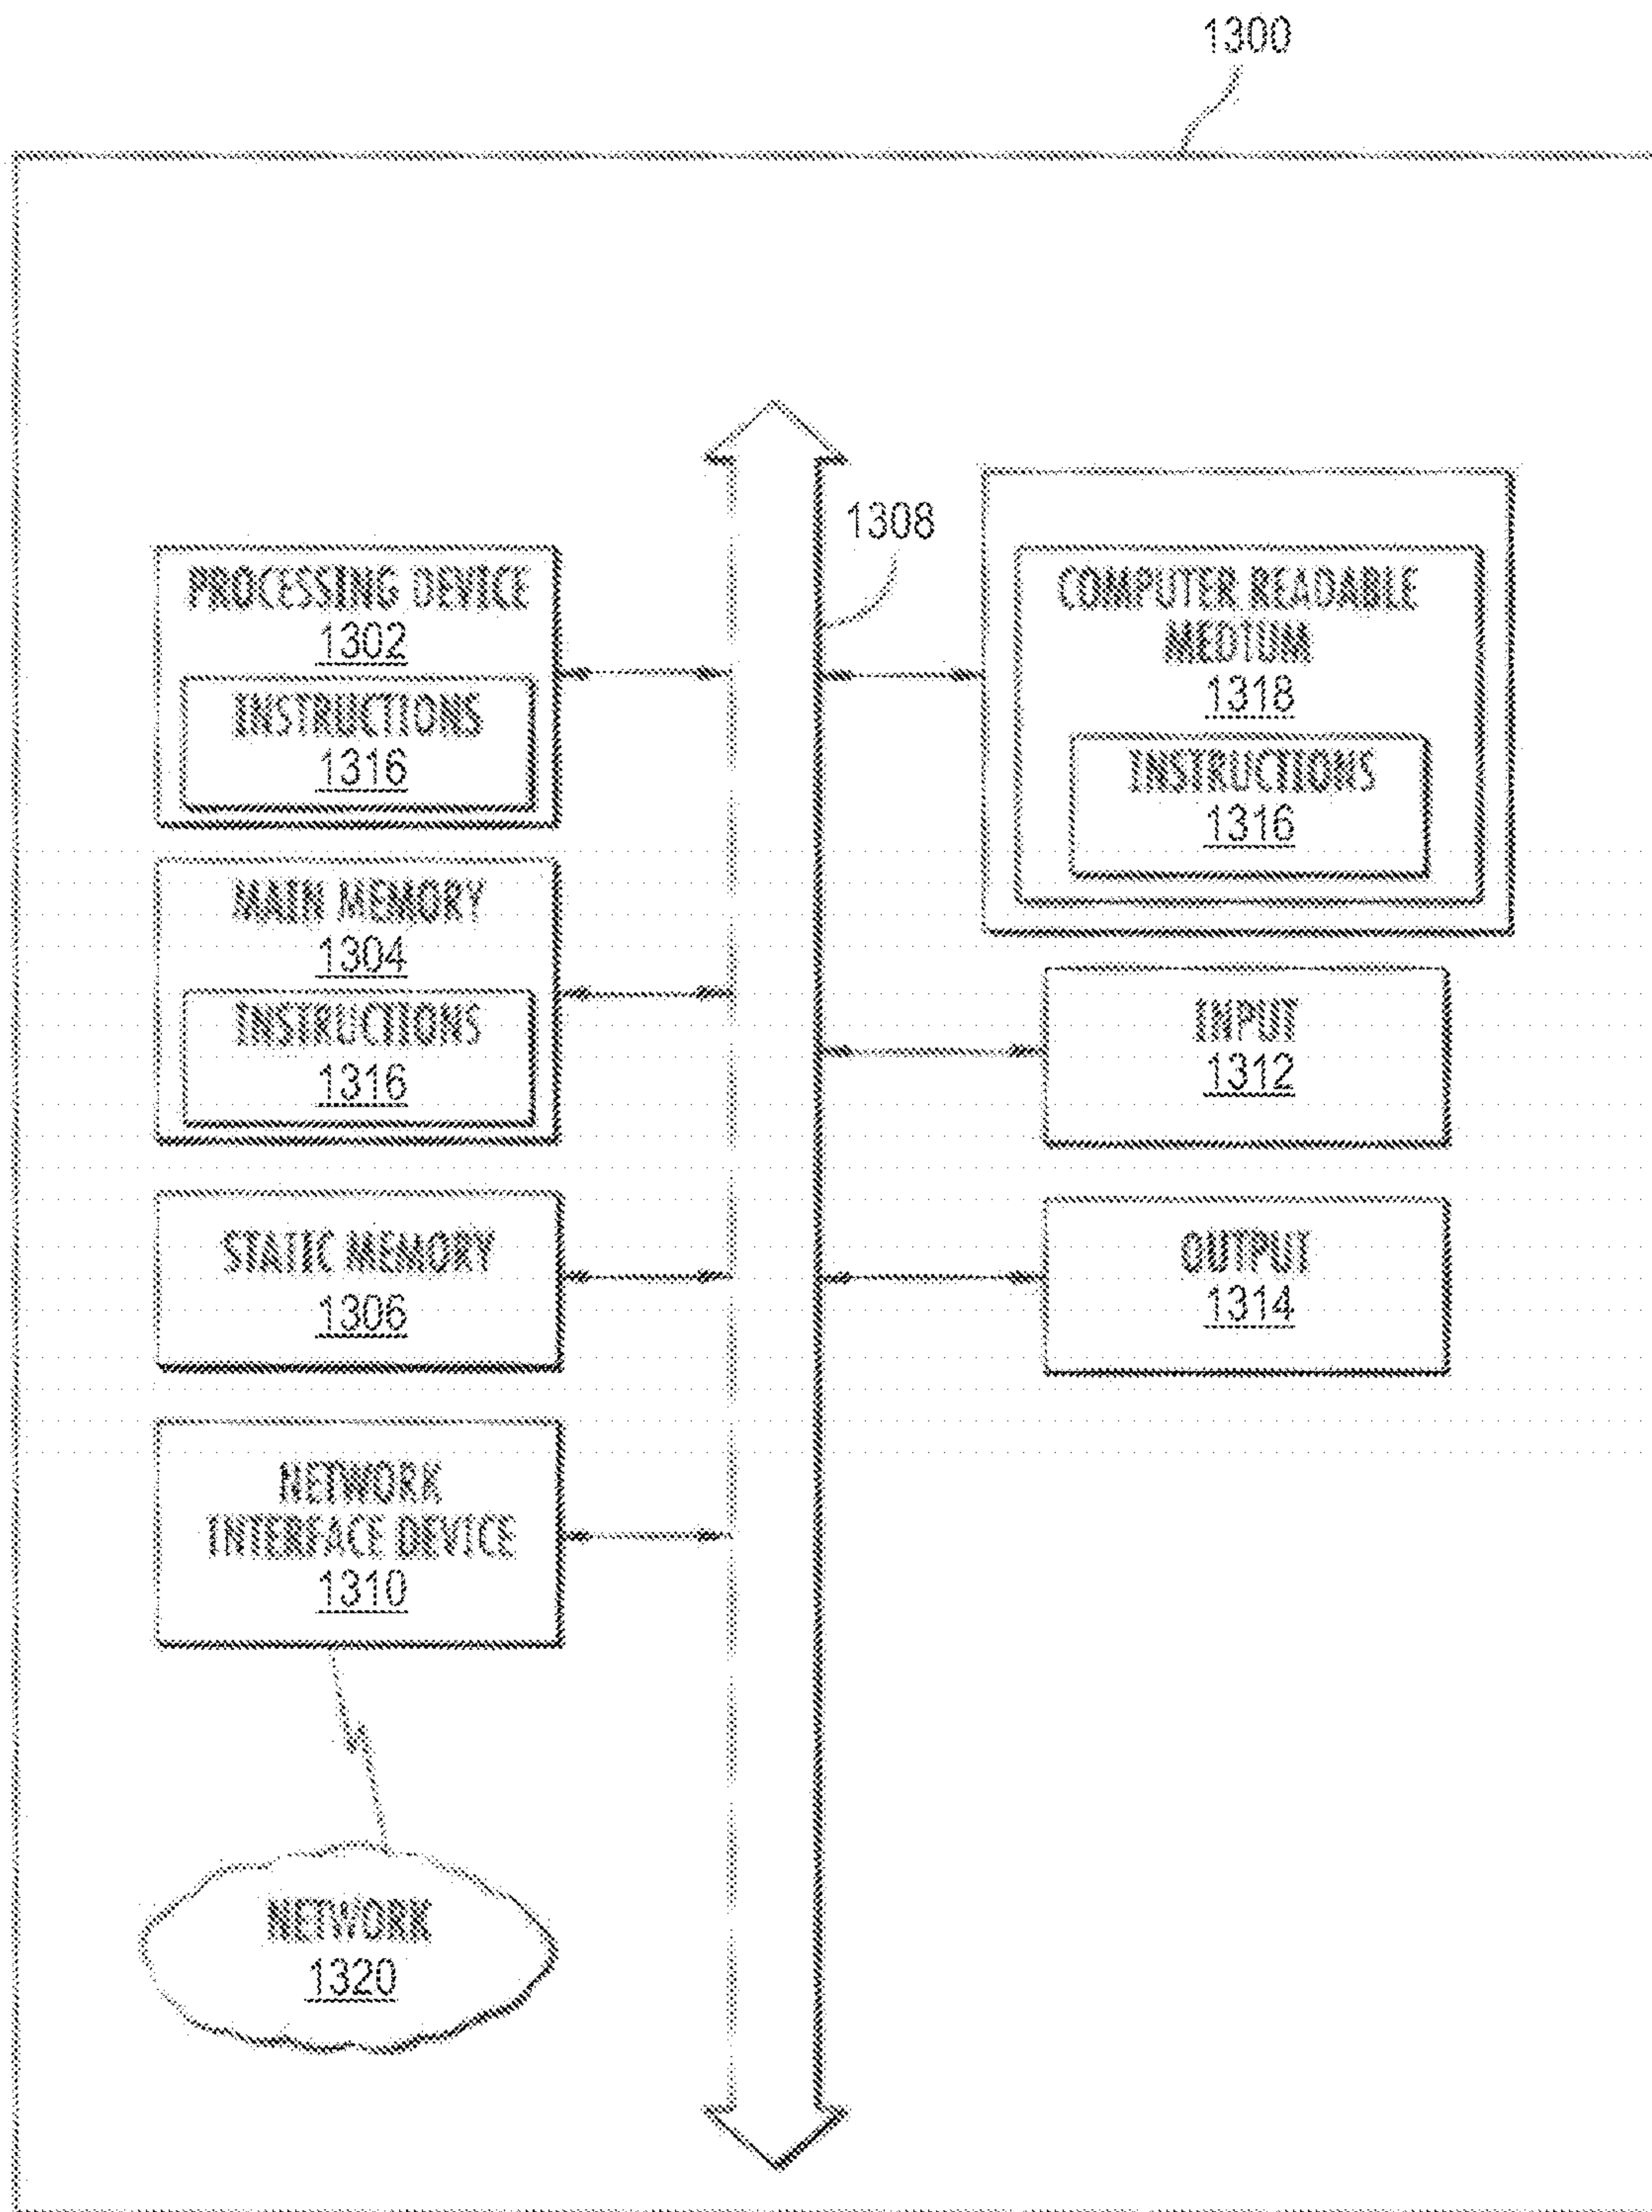 1300
1308
PROCESSING DEVICE
1302
INSTRUCTIONS
1316
MAIN MEMORY
1304
INSTRUCTIONS
1316
STATIC MEMORY
1306
NETWORK
INTERFACE DEVICE
1310
NETWORK
1320
COMPUTER READABLE
MEDIUM
1318
INSTRUCTIONS
1316
INPUT
1312
OUTPUT
1314